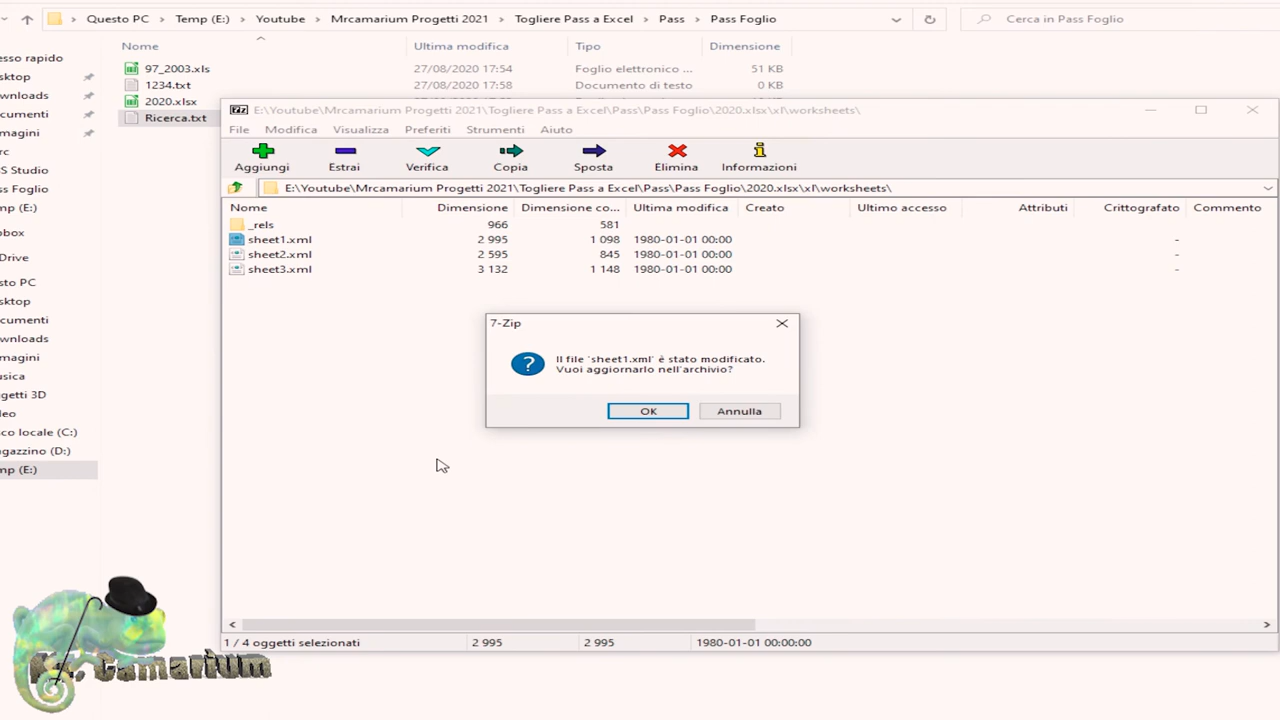 Questo PC > Temp (E:) > Youtube > Mrcamarium Progetti 2021 > Togliere Pass a Excel > Pass > Pass Foglio
Cerca in Pass Foglio
Nome Ultima modifica Tipo Dimensione
97_2003.xls 27/08/2020 17:54 Foglio elettronico ... 51 KB
1234.txt 27/08/2020 17:58 Documento di testo 0 KB
2020.xlsx
Ricerca.txt
esso rapido
sktop
wnloads
cumenti
magini
rc
S Studio
ss Foglio
mp (E:)
pbox
Drive
esto PC
sktop
cumenti
wnloads
magini
usica
getti 3D
deo
co locale (C:)
agazzino (D:)
mp (E:)
E:\Youtube\Mrcamarium Progetti 2021\Togliere Pass a Excel\Pass\Pass Foglio\2020.xlsx\xl\worksheets\
File Modifica Visualizza Preferiti Strumenti Aiuto
Aggiungi Estrai Verifica Copia Sposta Elimina Informazioni
E:\Youtube\Mrcamarium Progetti 2021\Togliere Pass a Excel\Pass\Pass Foglio\2020.xlsx\xl\worksheets\
Nome Dimensione Dimensione co... Ultima modifica Creato Ultimo accesso Attributi Crittografato Commento
_rels 966 581
sheet1.xml 2 995 1 098 1980-01-01 00:00 -
sheet2.xml 2 595 845 1980-01-01 00:00 -
sheet3.xml 3 132 1 148 1980-01-01 00:00 -
7-Zip
Il file 'sheet1.xml' è stato modificato.
Vuoi aggiornarlo nell'archivio?
OK Annulla
1 / 4 oggetti selezionati 2 995 2 995 1980-01-01 00:00:00
Camarium